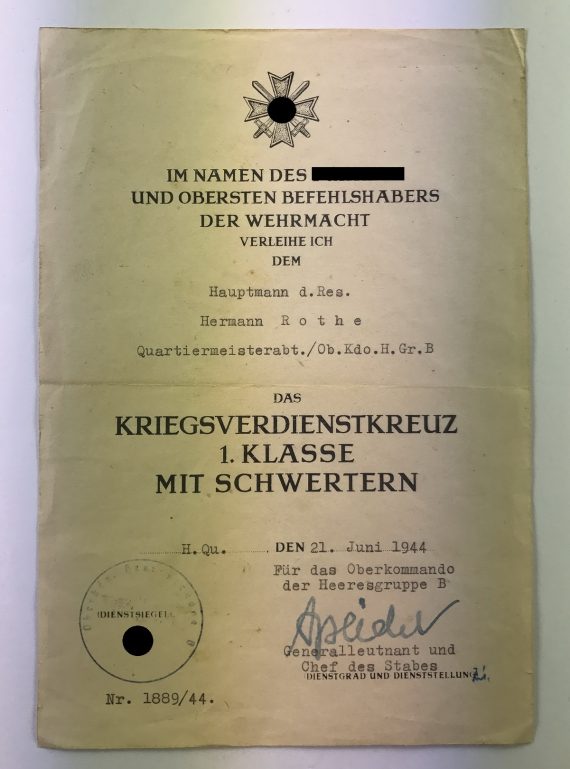 IM NAMEN DES
UND OBERSTEN BEFEHLSHABERS
DER WEHRMACHT
VERLEIHE ICH
DEM
Hauptmann d.Res.
Hermann R o t h e
Quartiermeisterabt./Ob.Kdo.H.Gr.B
DAS
KRIEGSVERDIENSTKREUZ
1. KLASSE
MIT SCHWERTERN
H.Qu. , DEN 21. Juni 1944
Für das Oberkommando
der Heeresgruppe B
(DIENSTSIEGEL)
Generalleutnant und
Chef des Stabes
DIENSTGRAD UND DIENSTSTELLUNG
Nr. 1889/44.